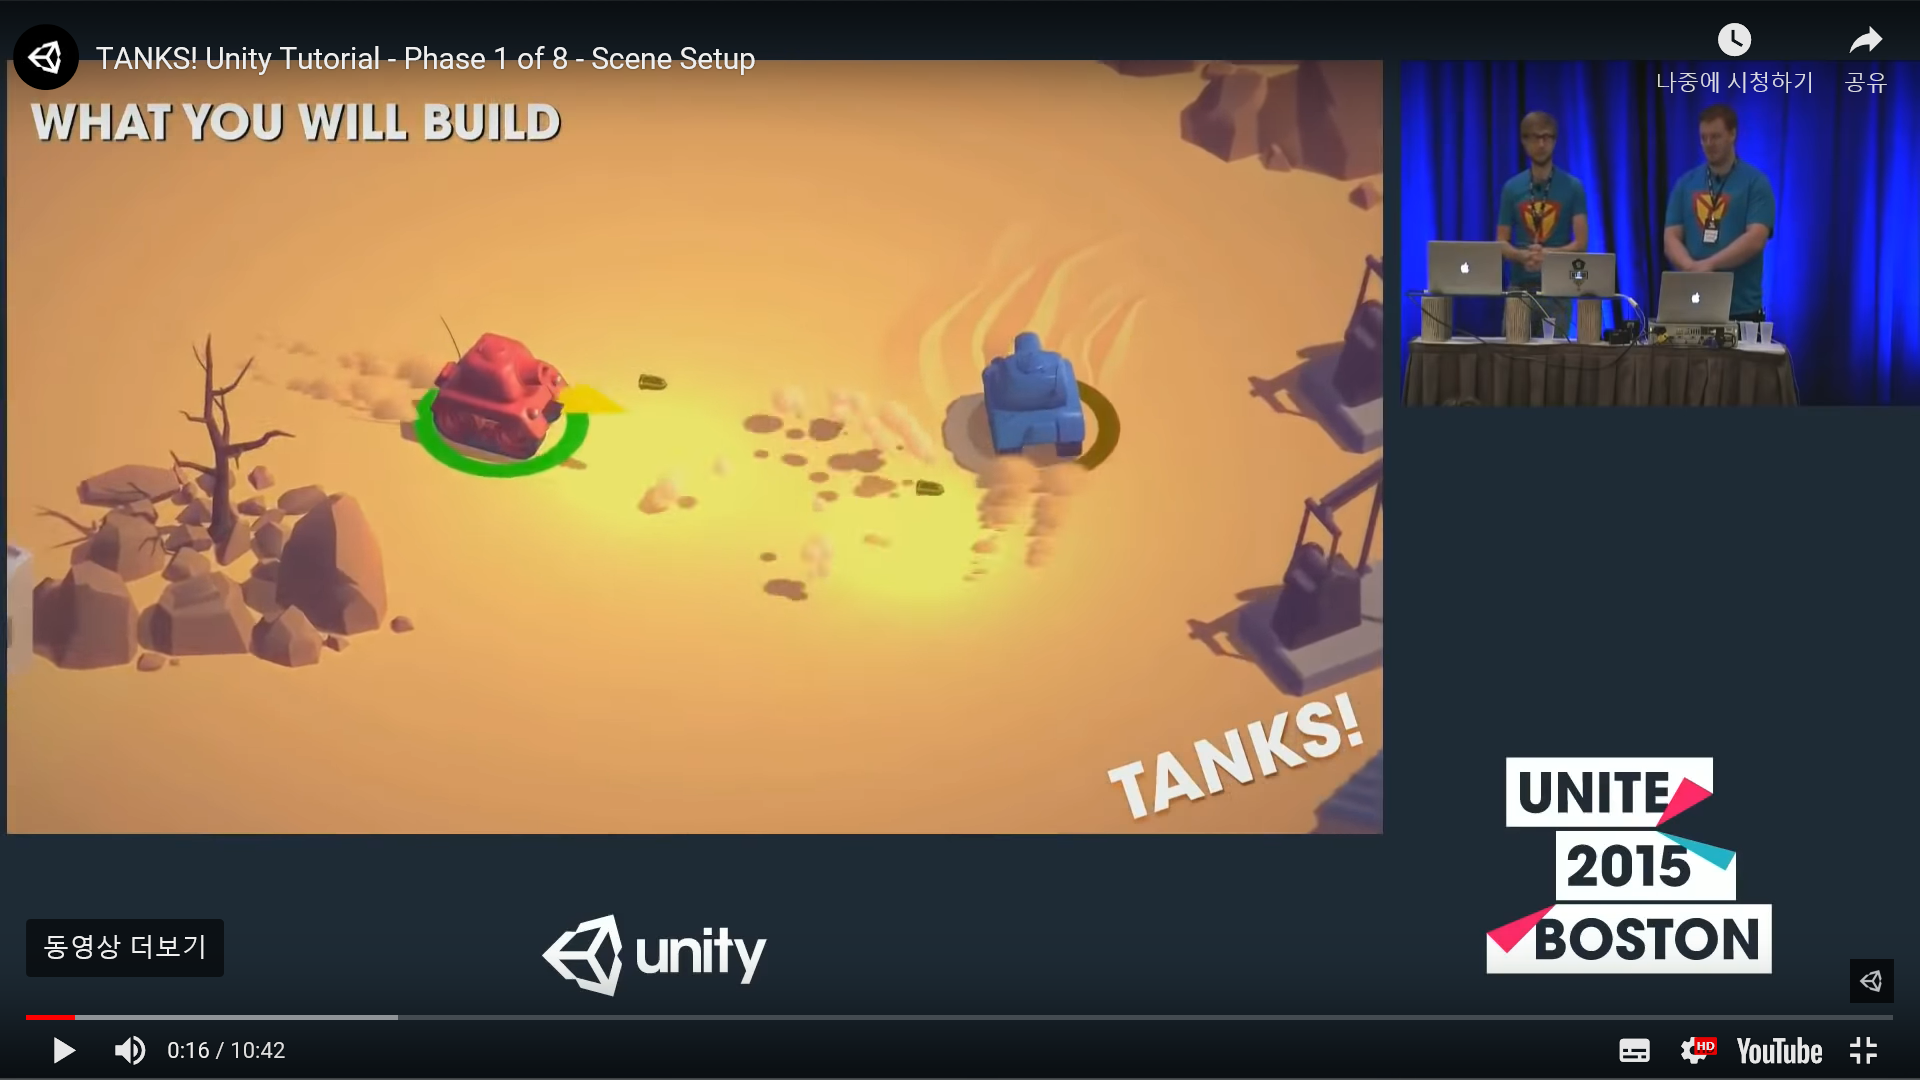 TANKS! Unity Tutorial - Phase 1 of 8 - Scene Setup
나중에 시청하기
공유
WHAT YOU WILL BUILD
TANKS!
UNITE
2015
BOSTON
동영상 더보기
unity
0:16 / 10:42
HD
YouTube